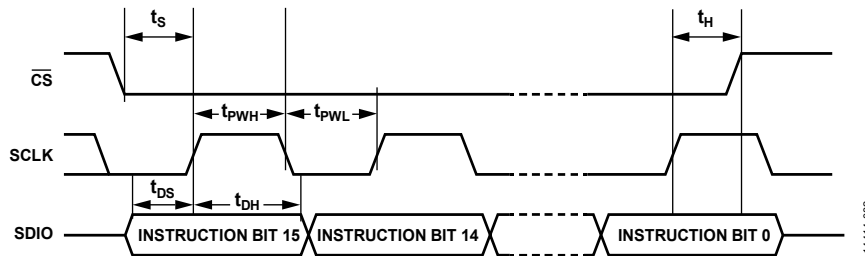 tS
tH
CS
tPWH
tPWL
SCLK
tDS
tDH
SDIO
INSTRUCTION BIT 15
INSTRUCTION BIT 14
INSTRUCTION BIT 0